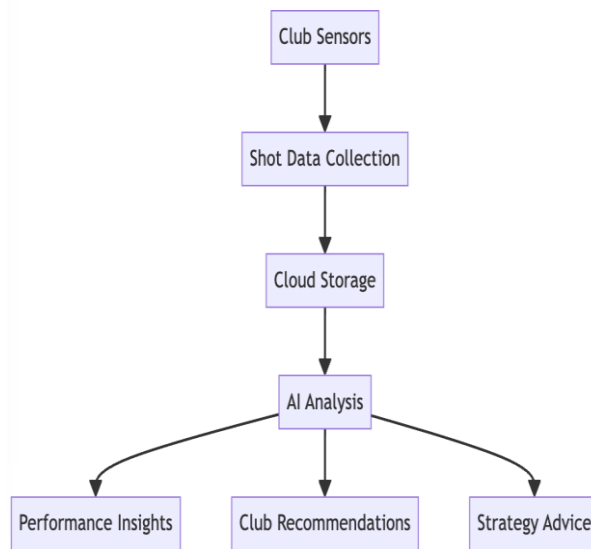 Club Sensors
Shot Data Collection
Cloud Storage
AI Analysis
Performance Insights
Club Recommendations
Strategy Advice